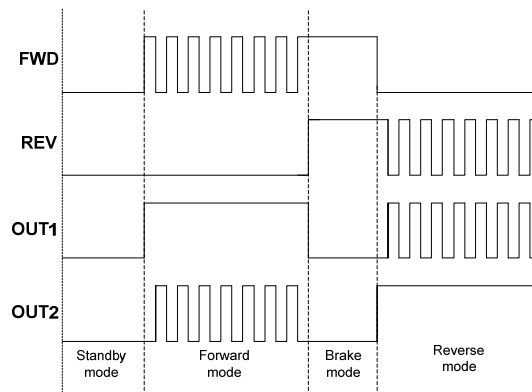 FWD
REV
OUT1
OUT2
Standby
mode
Forward
mode
Brake
mode
Reverse
mode